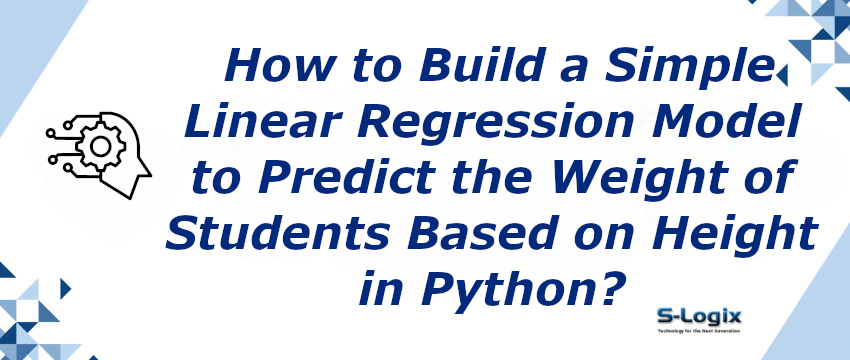 How to Build a Simple
Linear Regression Model
to Predict the Weight of
Students Based on Height
in Python?
S-Logix
Technology for the Next Generation